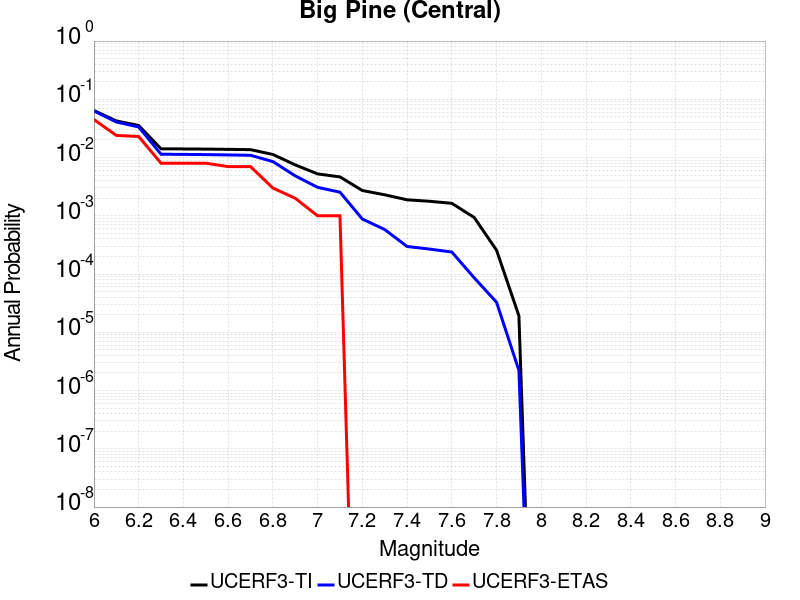 Big Pine (Central)
10^0
10^-1
10^-2
10^-3
10^-4
10^-5
10^-6
10^-7
10^-8
Annual Probability
6 6.2 6.4 6.6 6.8 7 7.2 7.4 7.6 7.8 8 8.2 8.4 8.6 8.8 9
Magnitude
UCERF3-TI UCERF3-TD UCERF3-ETAS